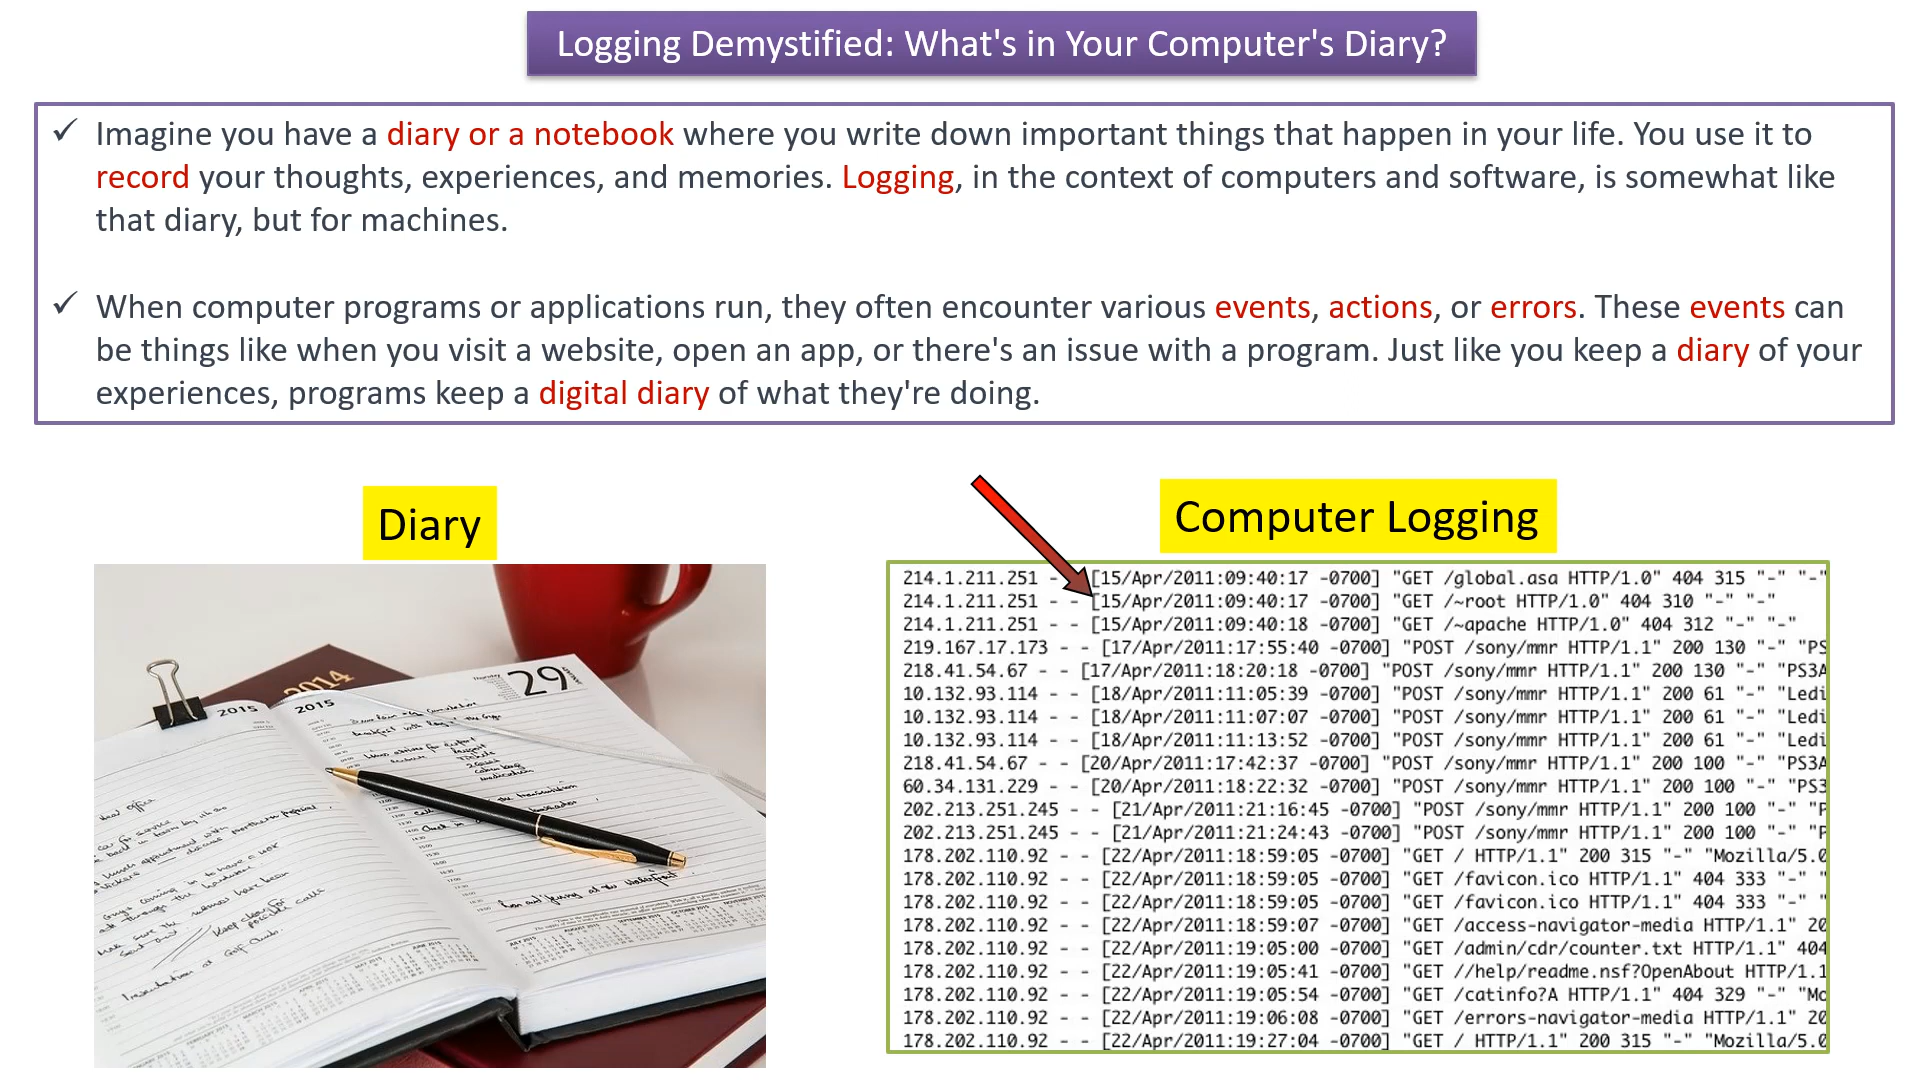 Logging Demystified: What's in Your Computer's Diary?
✓ Imagine you have a diary or a notebook where you write down important things that happen in your life. You use it to
record your thoughts, experiences, and memories. Logging, in the context of computers and software, is somewhat like
that diary, but for machines.
✓ When computer programs or applications run, they often encounter various events, actions, or errors. These events can
be things like when you visit a website, open an app, or there's an issue with a program. Just like you keep a diary of your
experiences, programs keep a digital diary of what they're doing.
Diary
2014
2015
2015
Thursday
29
Computer Logging
214.1.211.251 - - [15/Apr/2011:09:40:17 -0700] "GET /global.asa HTTP/1.0" 404 315 "-" "-"
214.1.211.251 - - [15/Apr/2011:09:40:17 -0700] "GET /~root HTTP/1.0" 404 310 "-" "-"
214.1.211.251 - - [15/Apr/2011:09:40:18 -0700] "GET /~apache HTTP/1.0" 404 312 "-" "-"
219.167.17.173 - - [17/Apr/2011:17:55:40 -0700] "POST /sony/mmr HTTP/1.1" 200 130 "-" "PS
218.41.54.67 - - [17/Apr/2011:18:20:18 -0700] "POST /sony/mmr HTTP/1.1" 200 130 "-" "PS3A
10.132.93.114 - - [18/Apr/2011:11:05:39 -0700] "POST /sony/mmr HTTP/1.1" 200 61 "-" "Ledi
10.132.93.114 - - [18/Apr/2011:11:07:07 -0700] "POST /sony/mmr HTTP/1.1" 200 61 "-" "Ledi
10.132.93.114 - - [18/Apr/2011:11:13:52 -0700] "POST /sony/mmr HTTP/1.1" 200 61 "-" "Ledi
218.41.54.67 - - [20/Apr/2011:17:42:37 -0700] "POST /sony/mmr HTTP/1.1" 200 100 "-" "PS3A
60.34.131.229 - - [20/Apr/2011:18:22:32 -0700] "POST /sony/mmr HTTP/1.1" 200 100 "-" "PS3
202.213.251.245 - - [21/Apr/2011:21:16:45 -0700] "POST /sony/mmr HTTP/1.1" 200 100 "-" "P
202.213.251.245 - - [21/Apr/2011:21:24:43 -0700] "POST /sony/mmr HTTP/1.1" 200 100 "-" "P
178.202.110.92 - - [22/Apr/2011:18:59:05 -0700] "GET / HTTP/1.1" 200 315 "-" "Mozilla/5.0
178.202.110.92 - - [22/Apr/2011:18:59:05 -0700] "GET /favicon.ico HTTP/1.1" 404 333 "-" "
178.202.110.92 - - [22/Apr/2011:18:59:05 -0700] "GET /favicon.ico HTTP/1.1" 404 333 "-" "
178.202.110.92 - - [22/Apr/2011:18:59:07 -0700] "GET /access-navigator-media HTTP/1.1" 20
178.202.110.92 - - [22/Apr/2011:19:05:00 -0700] "GET /admin/cdr/counter.txt HTTP/1.1" 404
178.202.110.92 - - [22/Apr/2011:19:05:41 -0700] "GET //help/readme.nsf?OpenAbout HTTP/1.1
178.202.110.92 - - [22/Apr/2011:19:05:54 -0700] "GET /catinfo?A HTTP/1.1" 404 329 "-" "Mo
178.202.110.92 - - [22/Apr/2011:19:06:08 -0700] "GET /errors-navigator-media HTTP/1.1" 20
178.202.110.92 - - [22/Apr/2011:19:27:04 -0700] "GET / HTTP/1.1" 200 315 "-" "Mozilla/5.0